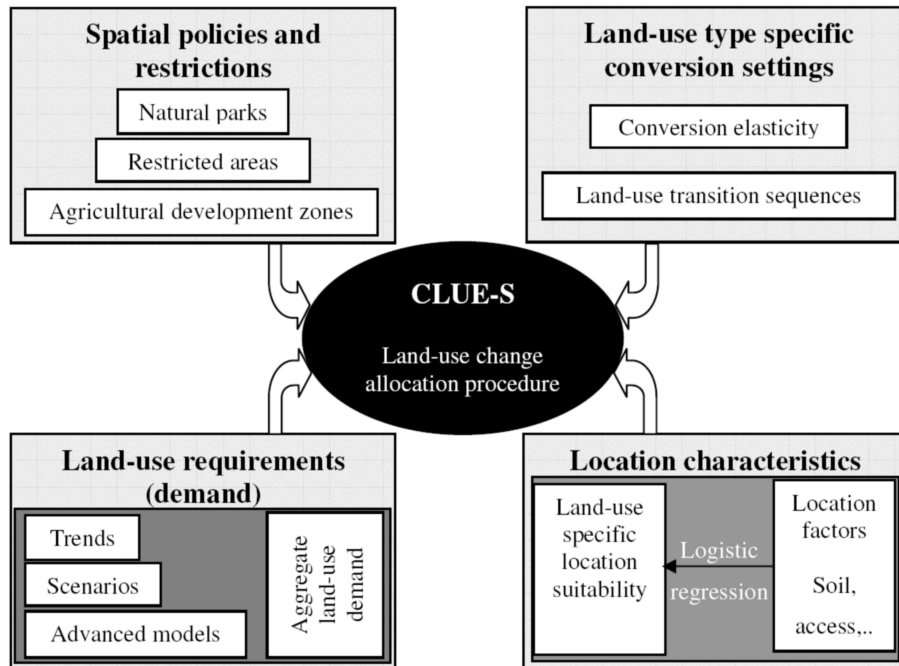 Spatial policies and
restrictions
Natural parks
Restricted areas
Agricultural development zones
Land-use type specific
conversion settings
Conversion elasticity
Land-use transition sequences
CLUE-S
Land-use change
allocation procedure
Land-use requirements
(demand)
Trends
Scenarios
Advanced models
Aggregate
land-use
demand
Location characteristics
Land-use
specific
location
suitability
Logistic
regression
Location
factors
Soil,
access,..